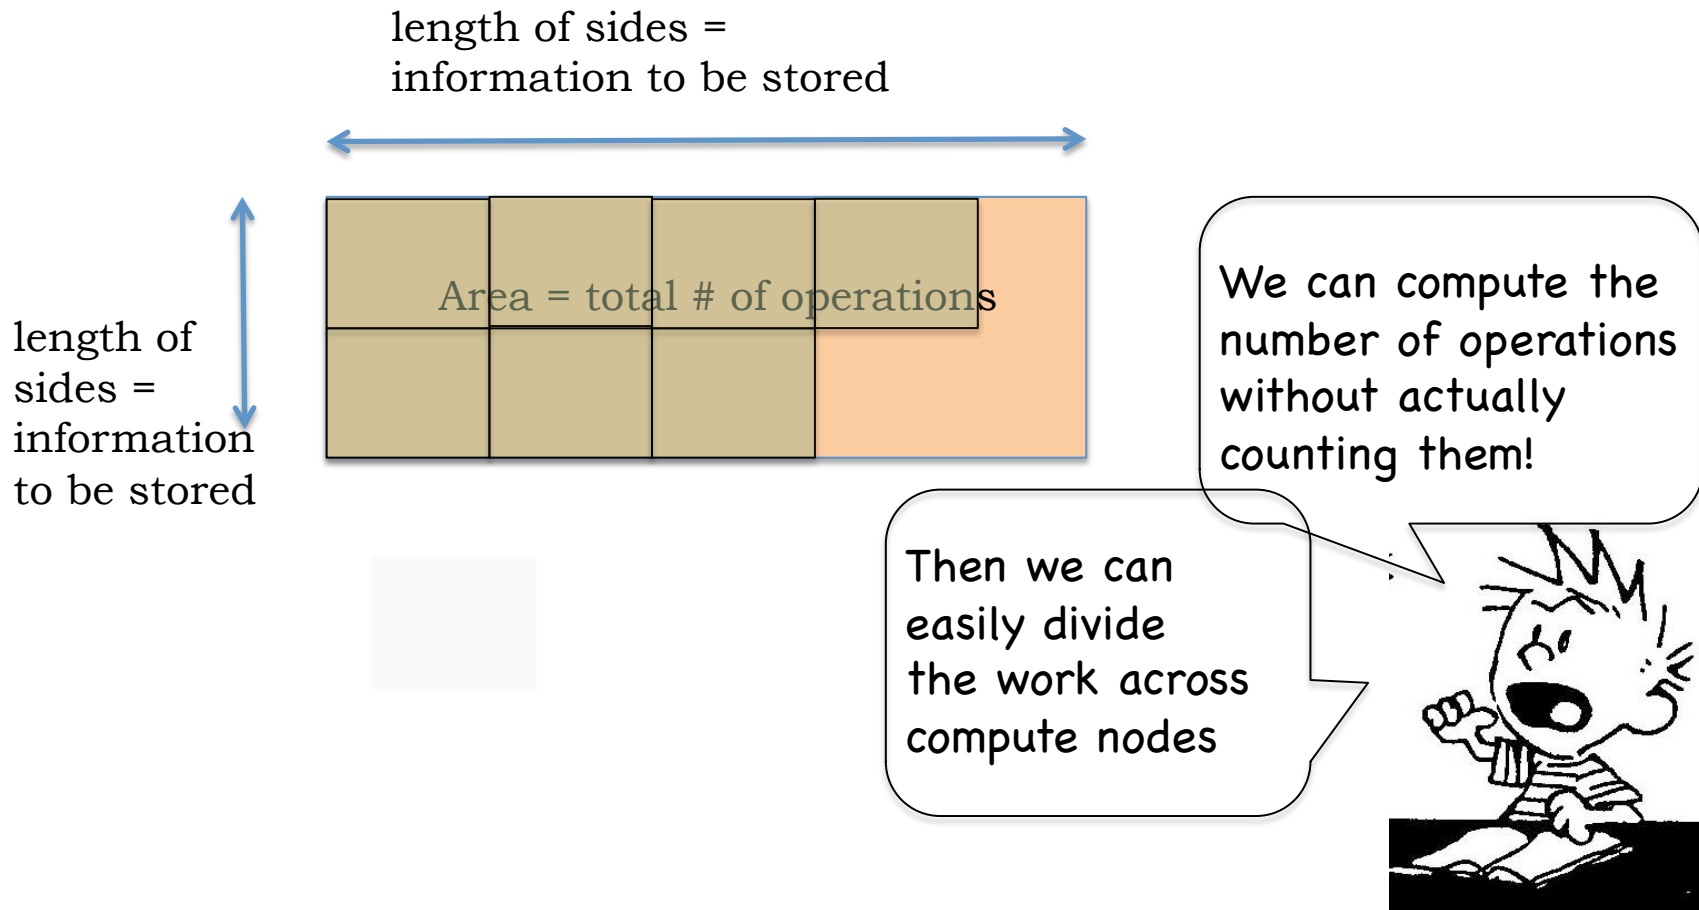 length of sides =
information to be stored
Area = total # of operations
length of
sides =
information
to be stored
We can compute the
number of operations
without actually
counting them!
Then we can
easily divide
the work across
compute nodes